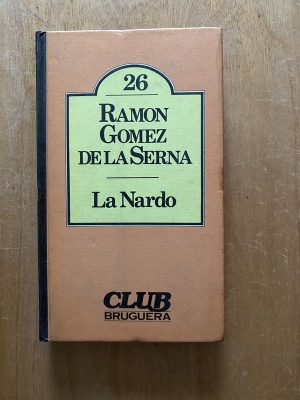 26
RAMON
GOMEZ
DE LA SERNA
La Nardo
CLUB
BRUGUERA